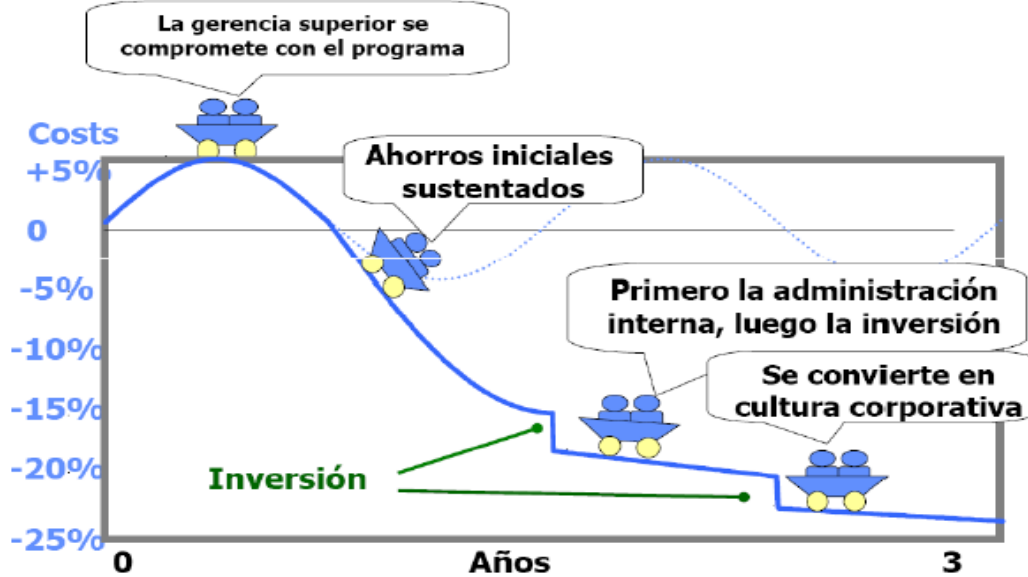 La gerencia superior se
compromete con el programa
Costs
+5%
Ahorros iniciales
sustentados
0
-5%
Primero la administración
interna, luego la inversión
-10%
Se convierte en
cultura corporativa
-15%
-20%
Inversión
-25%
0 Años 3